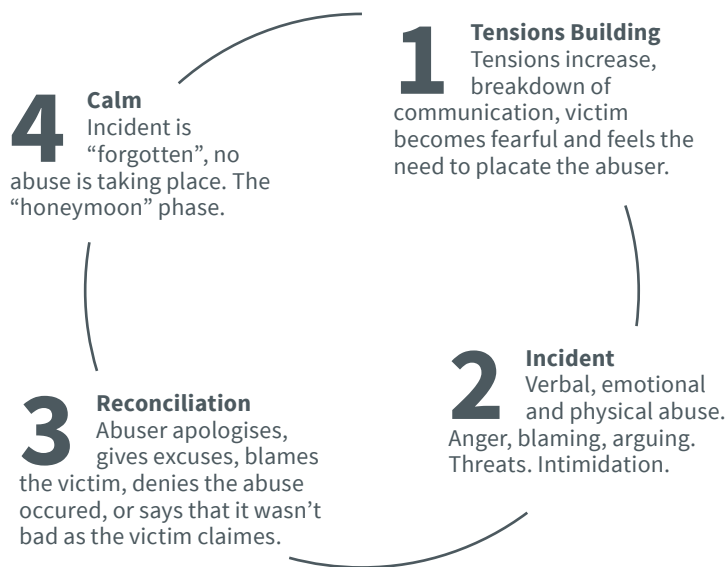 1
Tensions Building
Tensions increase,
breakdown of
communication, victim
becomes fearful and feels the
need to placate the abuser.
2
Incident
Verbal, emotional
and physical abuse.
Anger, blaming, arguing.
Threats. Intimidation.
3
Reconciliation
Abuser apologises,
gives excuses, blames
the victim, denies the abuse
occured, or says that it wasn’t
bad as the victim claimes.
4
Calm
Incident is
“forgotten”, no
abuse is taking place. The
“honeymoon” phase.